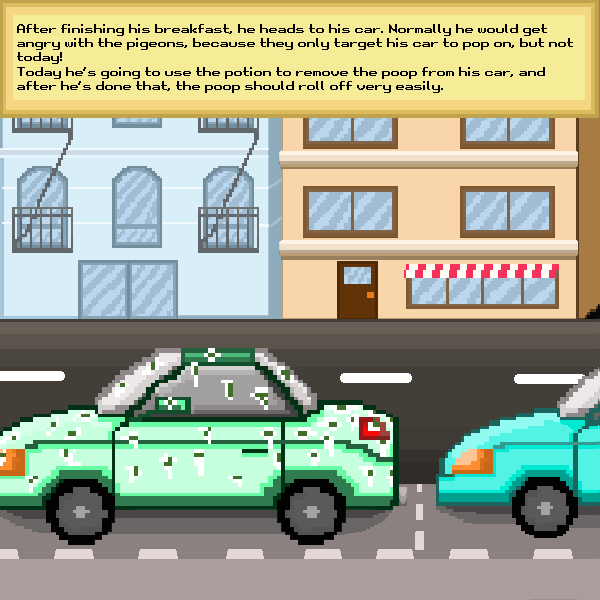 After finishing his breakfast, he heads to his car. Normally he would get
angry with the pigeons, because they only target his car to pop on, but not
today!
Today he's going to use the potion to remove the poop from his car, and
after he's done that, the poop should roll off very easily.